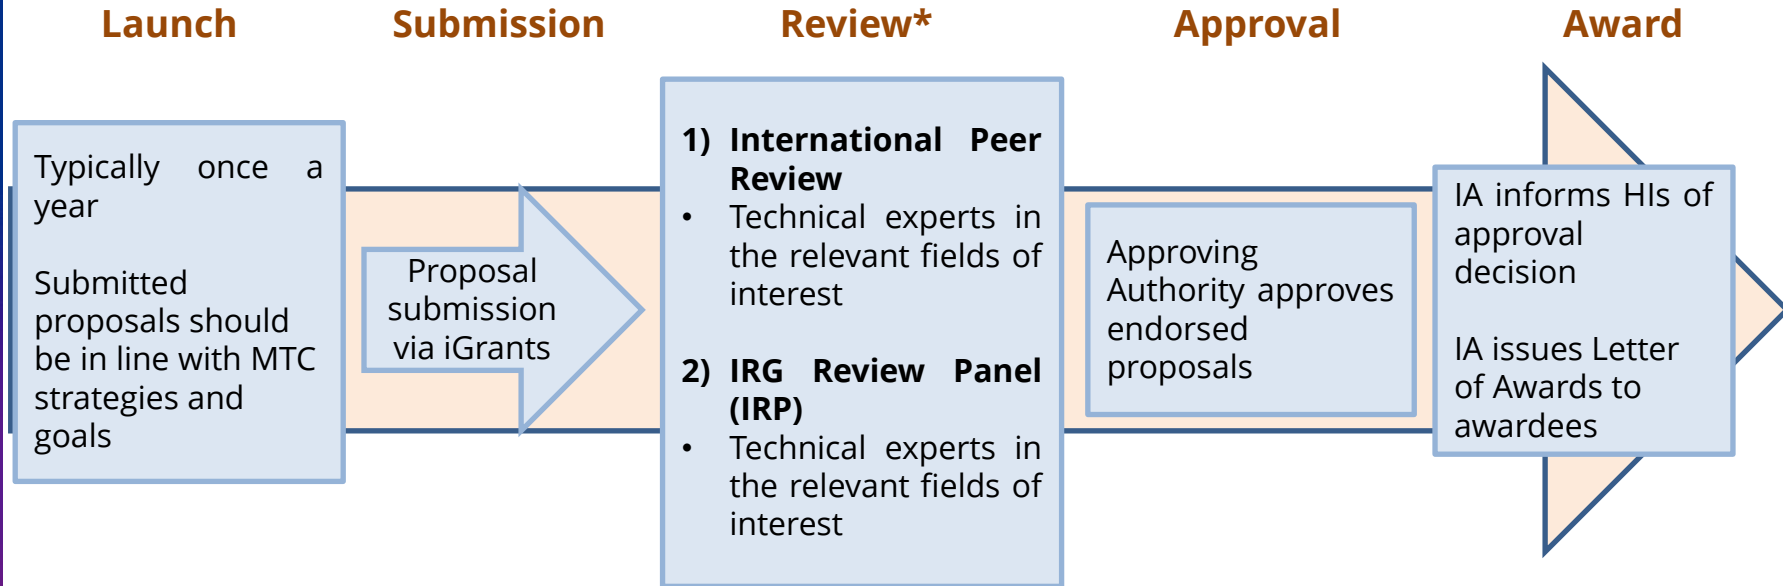 Launch
Submission
Review*
Approval
Award
Typically once a
year
Submitted
proposals should
be in line with MTC
strategies and
goals
Proposal
submission
via iGrants
1) International Peer
Review
• Technical experts in
the relevant fields of
interest
2) IRG Review Panel
(IRP)
• Technical experts in
the relevant fields of
interest
Approving
Authority approves
endorsed
proposals
IA informs HIs of
approval
decision
IA issues Letter
of Awards to
awardees